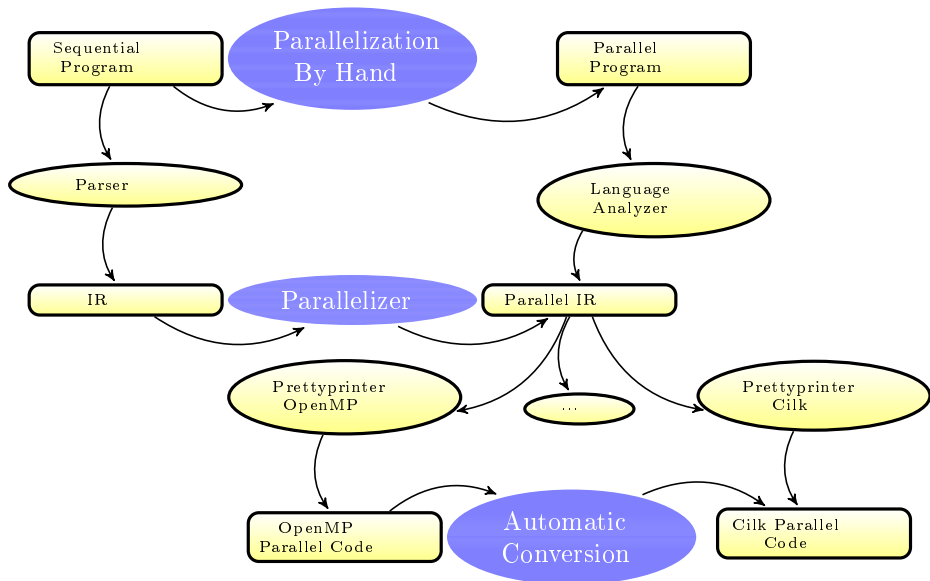 Sequential
Program
Parallelization
By Hand
Parallel
Program
Parser
Language
Analyzer
IR
Parallelizer
Parallel IR
Prettyprinter
OpenMP
...
Prettyprinter
Cilk
OpenMP
Parallel Code
Automatic
Conversion
Cilk Parallel
Code